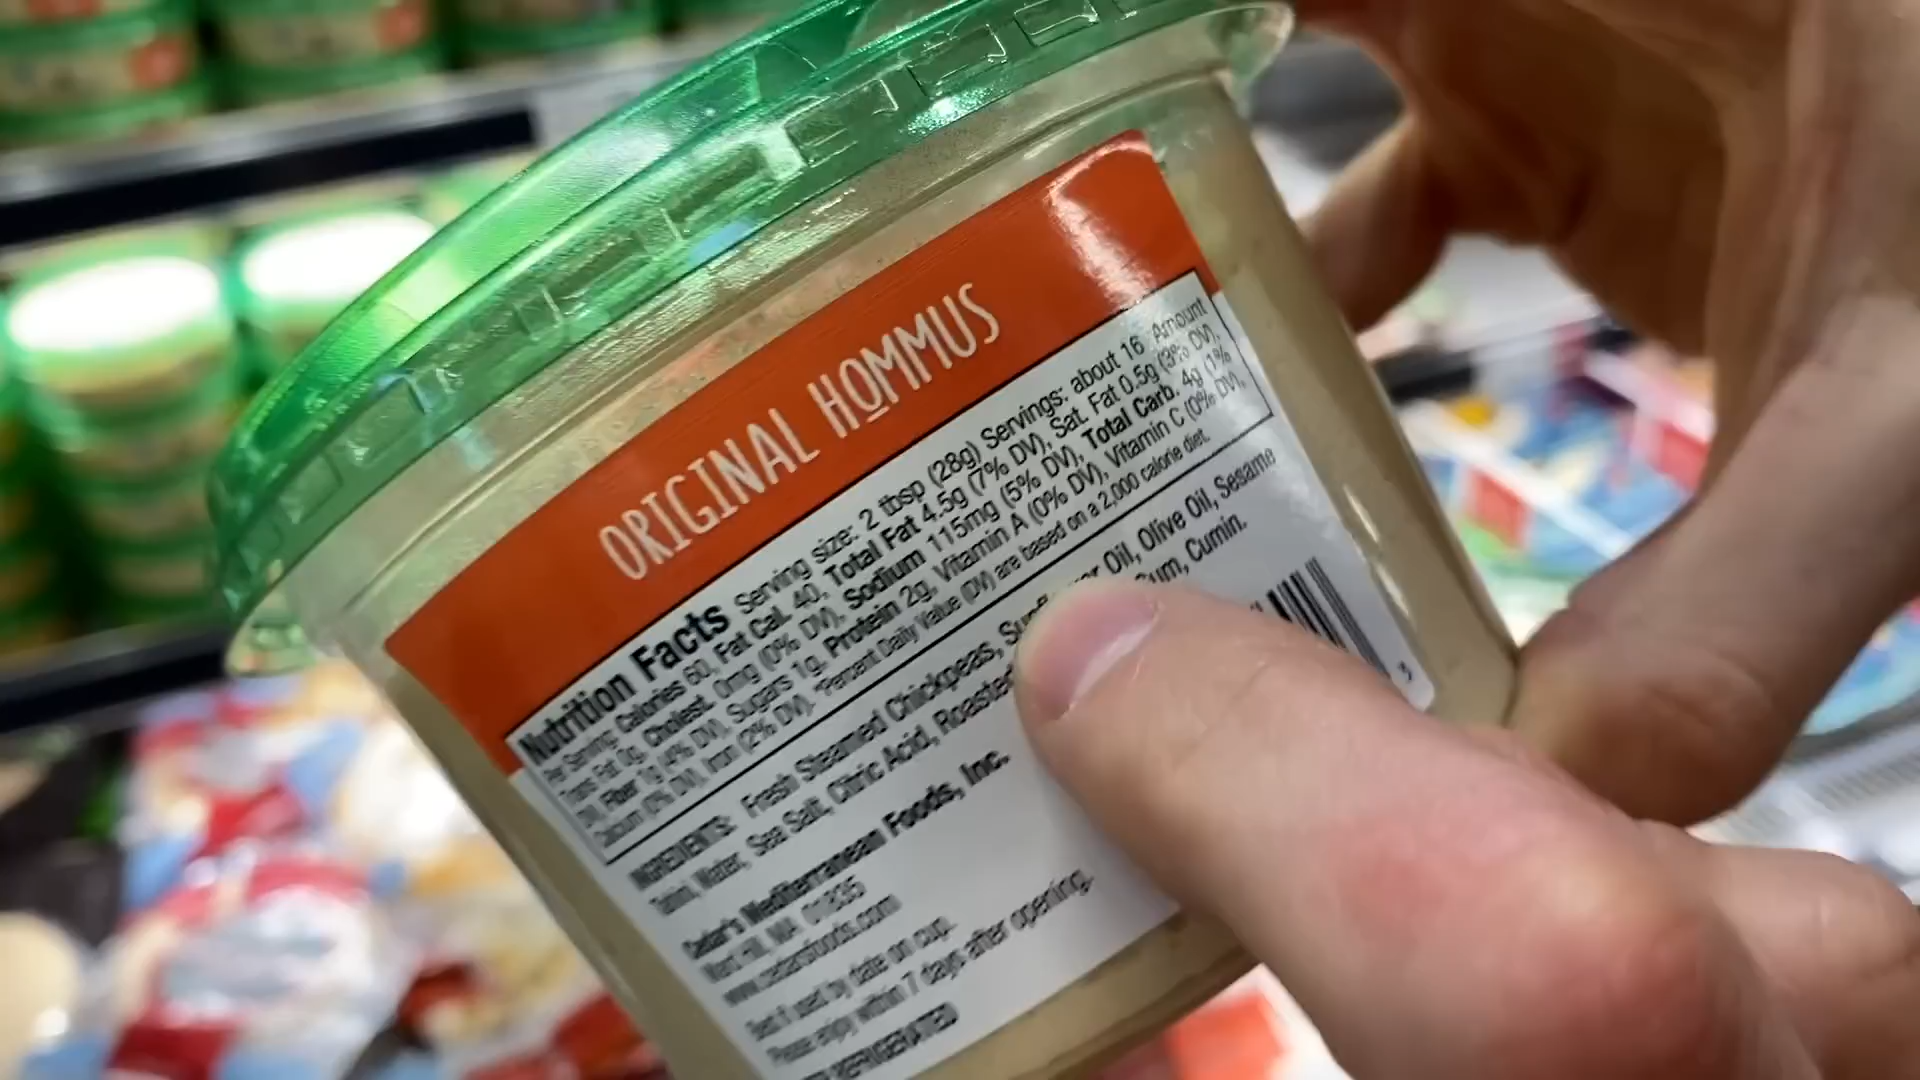 ORIGINAL HOMMUS
Nutrition Facts Serving size: 2 tbsp (28g) Servings: about 16 Amount
Per Serving: Calories 60, Fat Cal. 40, Total Fat 4.5g (7% DV), Sat. Fat 0.5g (3% DV),
Trans Fat 0g, Cholest. 0mg (0% DV), Sodium 115mg (5% DV), Total Carb. 4g (1%
DV), Fiber 1g (4% DV), Sugars 1g, Protein 2g, Vitamin A (0% DV), Vitamin C (0% DV),
Calcium (2% DV), Iron (2% DV). *Percent Daily Value (DV) are based on a 2,000 calorie diet.
INGREDIENTS: Fresh Steamed Chickpeas, Oil, Olive Oil, Sesame
Tahini, Water, Sea Salt, Citric Acid, Gum, Cumin.
Cedar's Mediterranean Foods, Inc.
Ward Hill, MA 01835
www.cedarsfoods.com
Best if used by date on cup.
Please enjoy within 7 days after opening.
REFRIGERATED
3